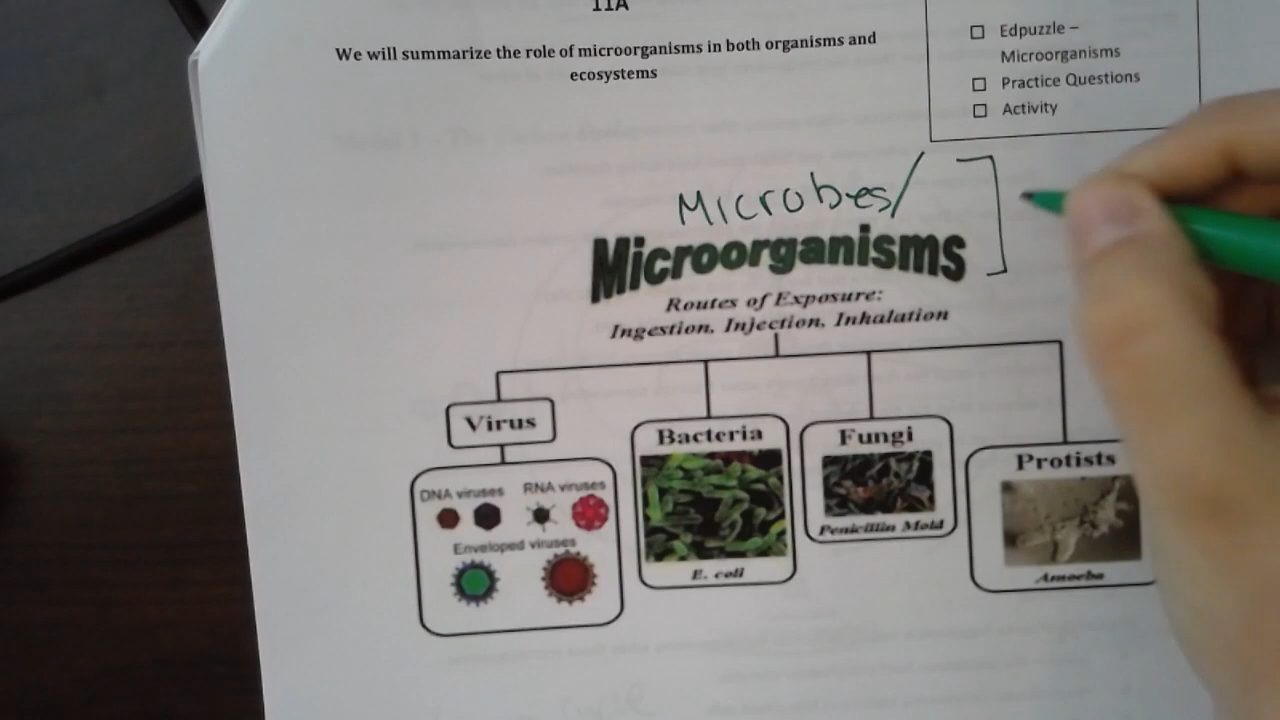 11A
We will summarize the role of microorganisms in both organisms and
ecosystems
☐ Edpuzzle –
Microorganisms
☐ Practice Questions
☐ Activity
Microbes/
Microorganisms
Routes of Exposure:
Ingestion, Injection, Inhalation
Virus
DNA viruses RNA viruses
Enveloped viruses
Bacteria
E. coli
Fungi
Penicillin Mold
Protists
Amoeba